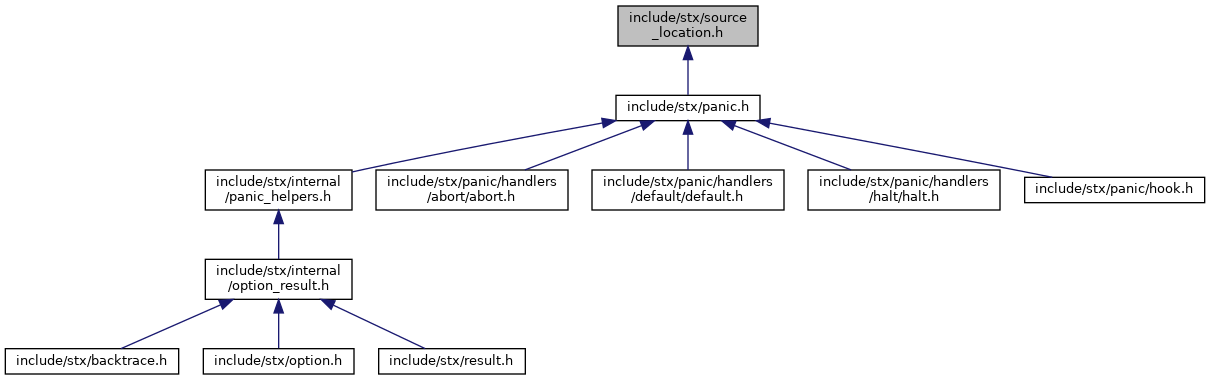 include/stx/source
_location.h
include/stx/panic.h
include/stx/internal
/panic_helpers.h
include/stx/panic/handlers
/abort/abort.h
include/stx/panic/handlers
/default/default.h
include/stx/panic/handlers
/halt/halt.h
include/stx/panic/hook.h
include/stx/internal
/option_result.h
include/stx/backtrace.h
include/stx/option.h
include/stx/result.h